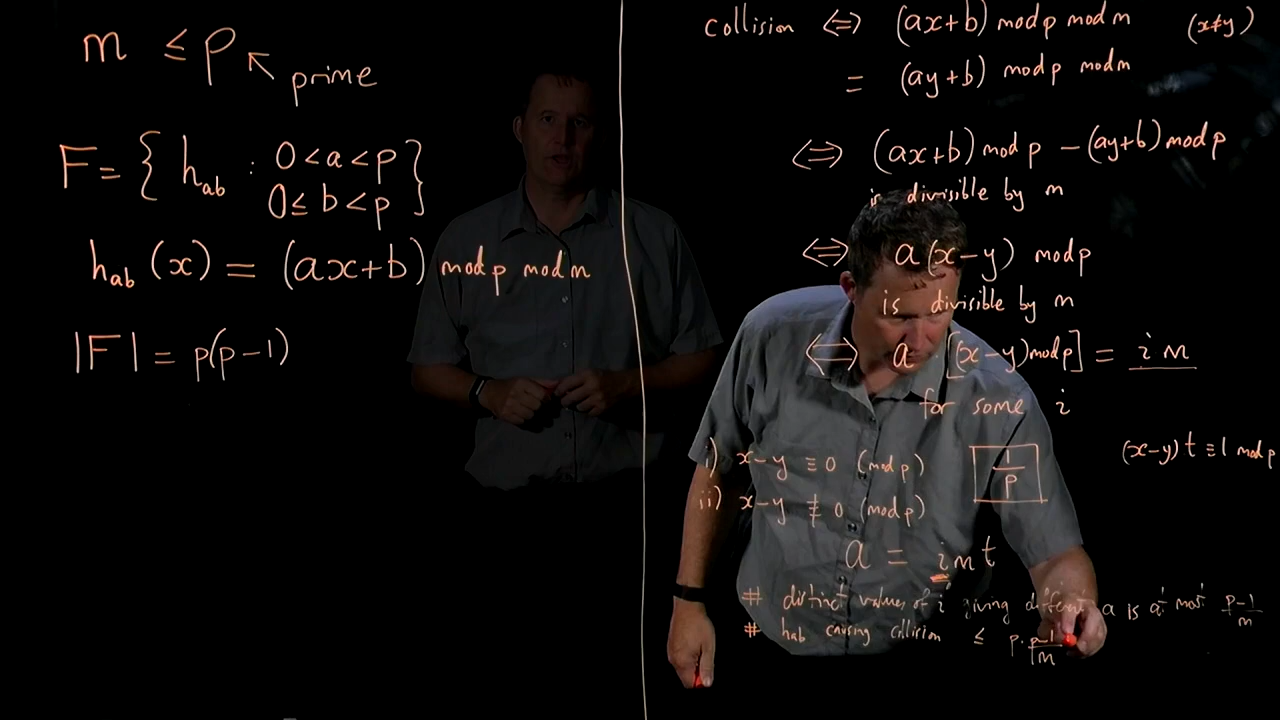 m ≤ p
prime
F = { h_ab : 0 < a < p
0 ≤ b < p }
h_ab (x) = (ax+b) mod p mod m
|F| = p(p-1)
collision ⇔ (ax+b) mod p mod m (x≠y)
= (ay+b) mod p mod m
⇔ (ax+b) mod p - (ay+b) mod p
is divisible by m
⇔ a(x-y) mod p
is divisible by m
⇔ a [(x-y) mod p] = i m
for some i
(x-y) t ≡ 1 mod p
i) x-y ≡ 0 (mod p) 1/p
ii) x-y ≢ 0 (mod p)
a = i m t
# distinct values of i giving different a is at most p-1/m
# hab causing collision ≤ p. p-1/m